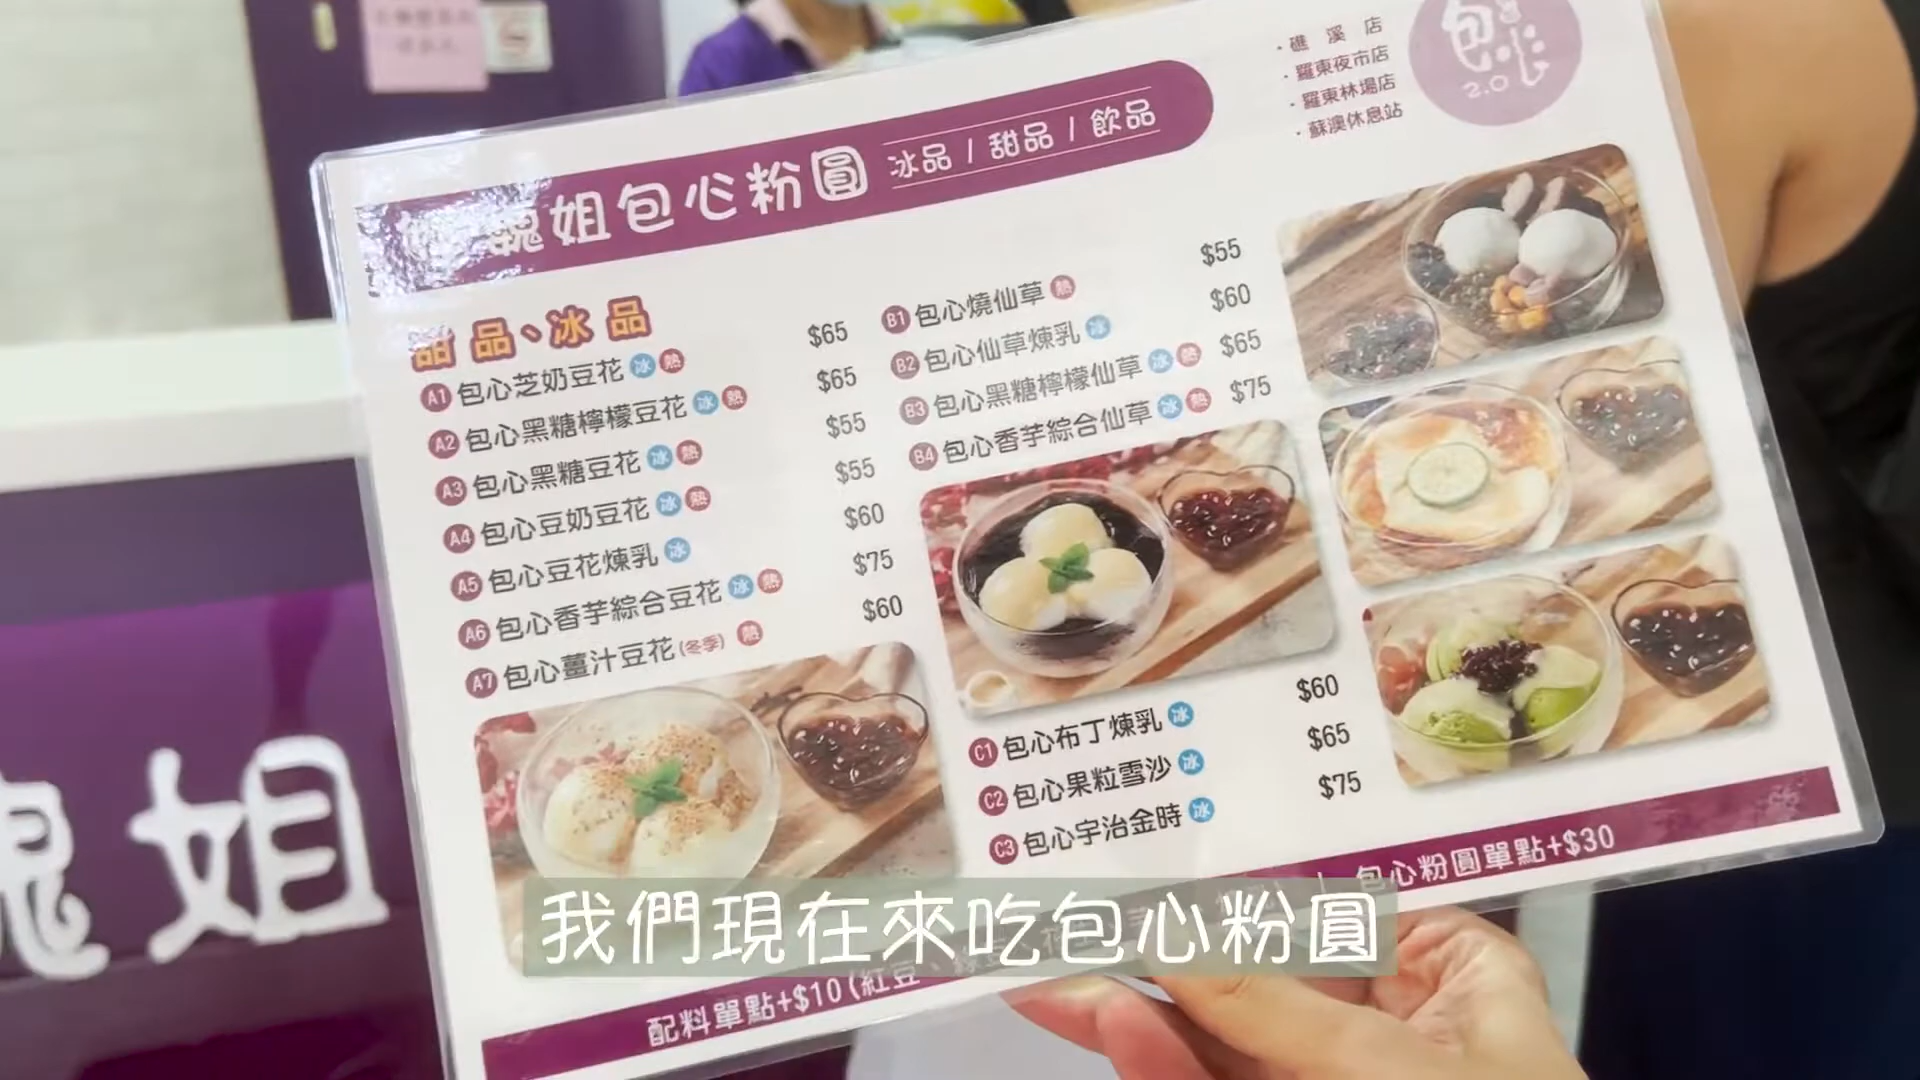 包心
2.0
・礁溪店
・羅東夜市店
・羅東林場店
・蘇澳休息站
魏姐包心粉圓 冰品 / 甜品 / 飲品
甜品、冰品
A1 包心芝奶豆花 冰 熱 $65
A2 包心黑糖檸檬豆花 冰 熱 $65
A3 包心黑糖豆花 冰 熱 $55
A4 包心豆奶豆花 冰 熱 $55
A5 包心豆花煉乳 冰 $60
A6 包心香芋綜合豆花 冰 熱 $75
A7 包心薑汁豆花(冬季) 熱 $60
B1 包心燒仙草 熱 $55
B2 包心仙草煉乳 冰 $60
B3 包心黑糖檸檬仙草 冰 熱 $65
B4 包心香芋綜合仙草 冰 熱 $75
C1 包心布丁煉乳 冰 $60
C2 包心果粒雪沙 冰 $65
C3 包心宇治金時 冰 $75
配料單點+$10(紅豆、
包心粉圓單點+$30
魏姐
我們現在來吃包心粉圓